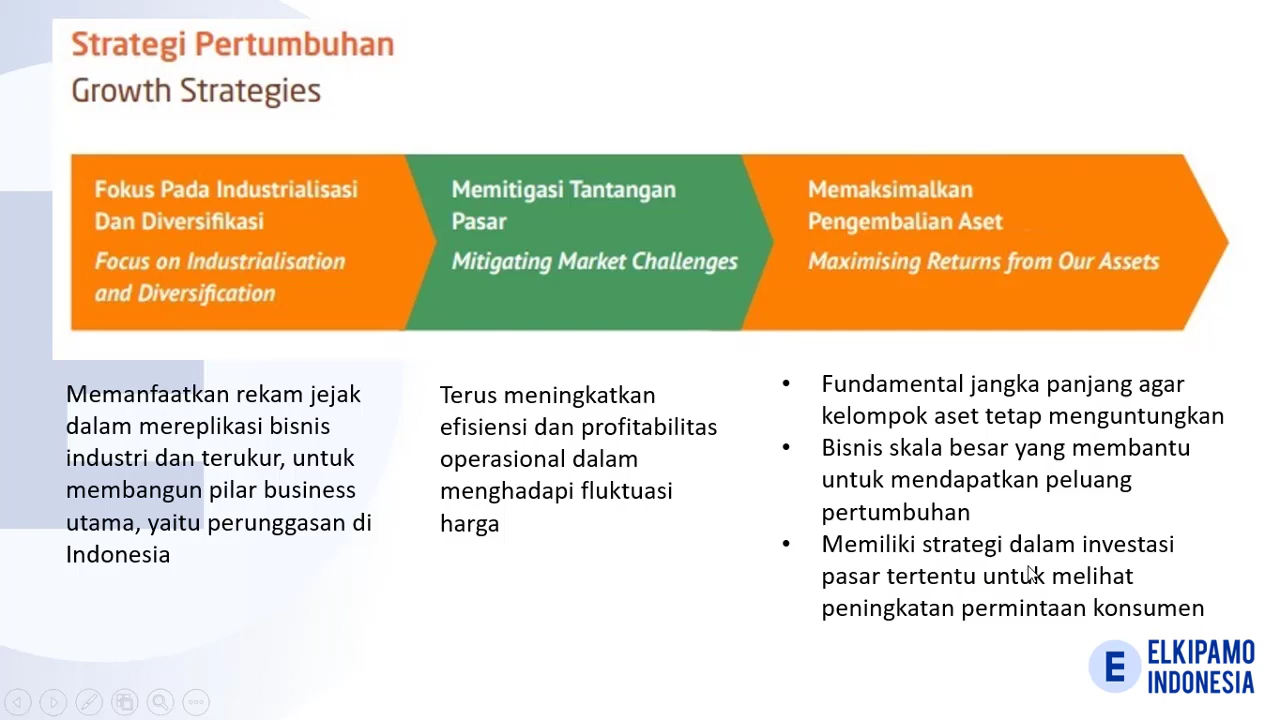 Strategi Pertumbuhan
Growth Strategies
Fokus Pada Industrialisasi
Dan Diversifikasi
Focus on Industrialisation
and Diversification
Memitigasi Tantangan
Pasar
Mitigating Market Challenges
Memaksimalkan
Pengembalian Aset
Maximising Returns from Our Assets
Memanfaatkan rekam jejak
dalam mereplikasi bisnis
industri dan terukur, untuk
membangun pilar business
utama, yaitu perunggasan di
Indonesia
Terus meningkatkan
efisiensi dan profitabilitas
operasional dalam
menghadapi fluktuasi
harga
• Fundamental jangka panjang agar
kelompok aset tetap menguntungkan
• Bisnis skala besar yang membantu
untuk mendapatkan peluang
pertumbuhan
• Memiliki strategi dalam investasi
pasar tertentu untuk melihat
peningkatan permintaan konsumen
E
ELKIPAMO
INDONESIA